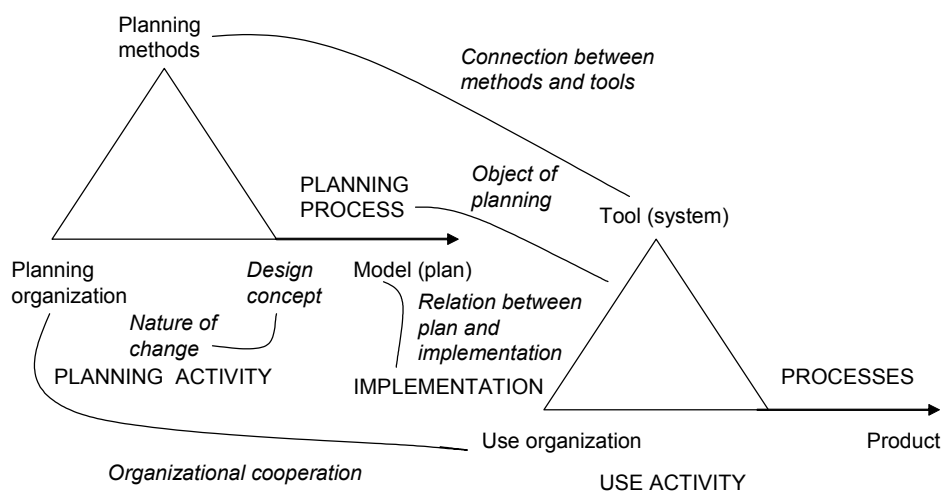 Planning
methods
Connection between
methods and tools
PLANNING
PROCESS
Object of
planning
Tool (system)
Planning
organization
Design
concept
Model (plan)
Nature of
change
Relation between
plan and
implementation
PLANNING ACTIVITY
IMPLEMENTATION
PROCESSES
Use organization
Product
Organizational cooperation
USE ACTIVITY